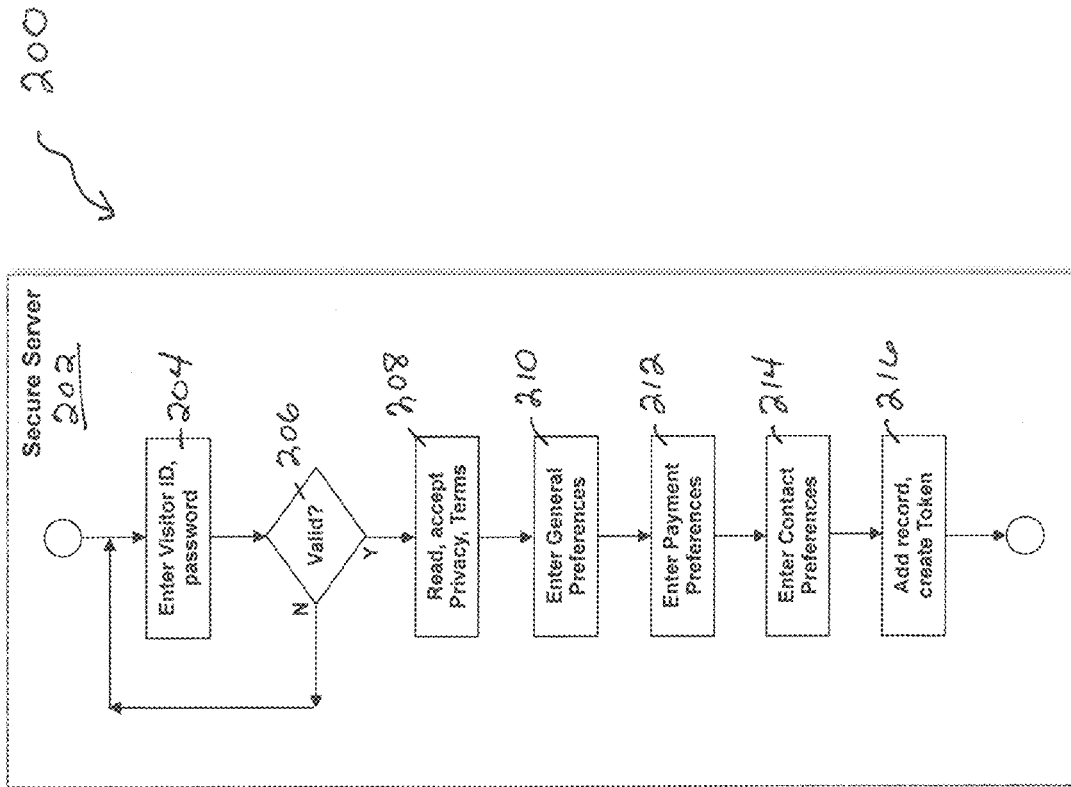 200
Secure Server
202
Enter Visitor ID,
password
204
Valid?
206
N
Y
Read, accept
Privacy, Terms
208
Enter General
Preferences
210
Enter Payment
Preferences
212
Enter Contact
Preferences
214
Add record,
create Token
216